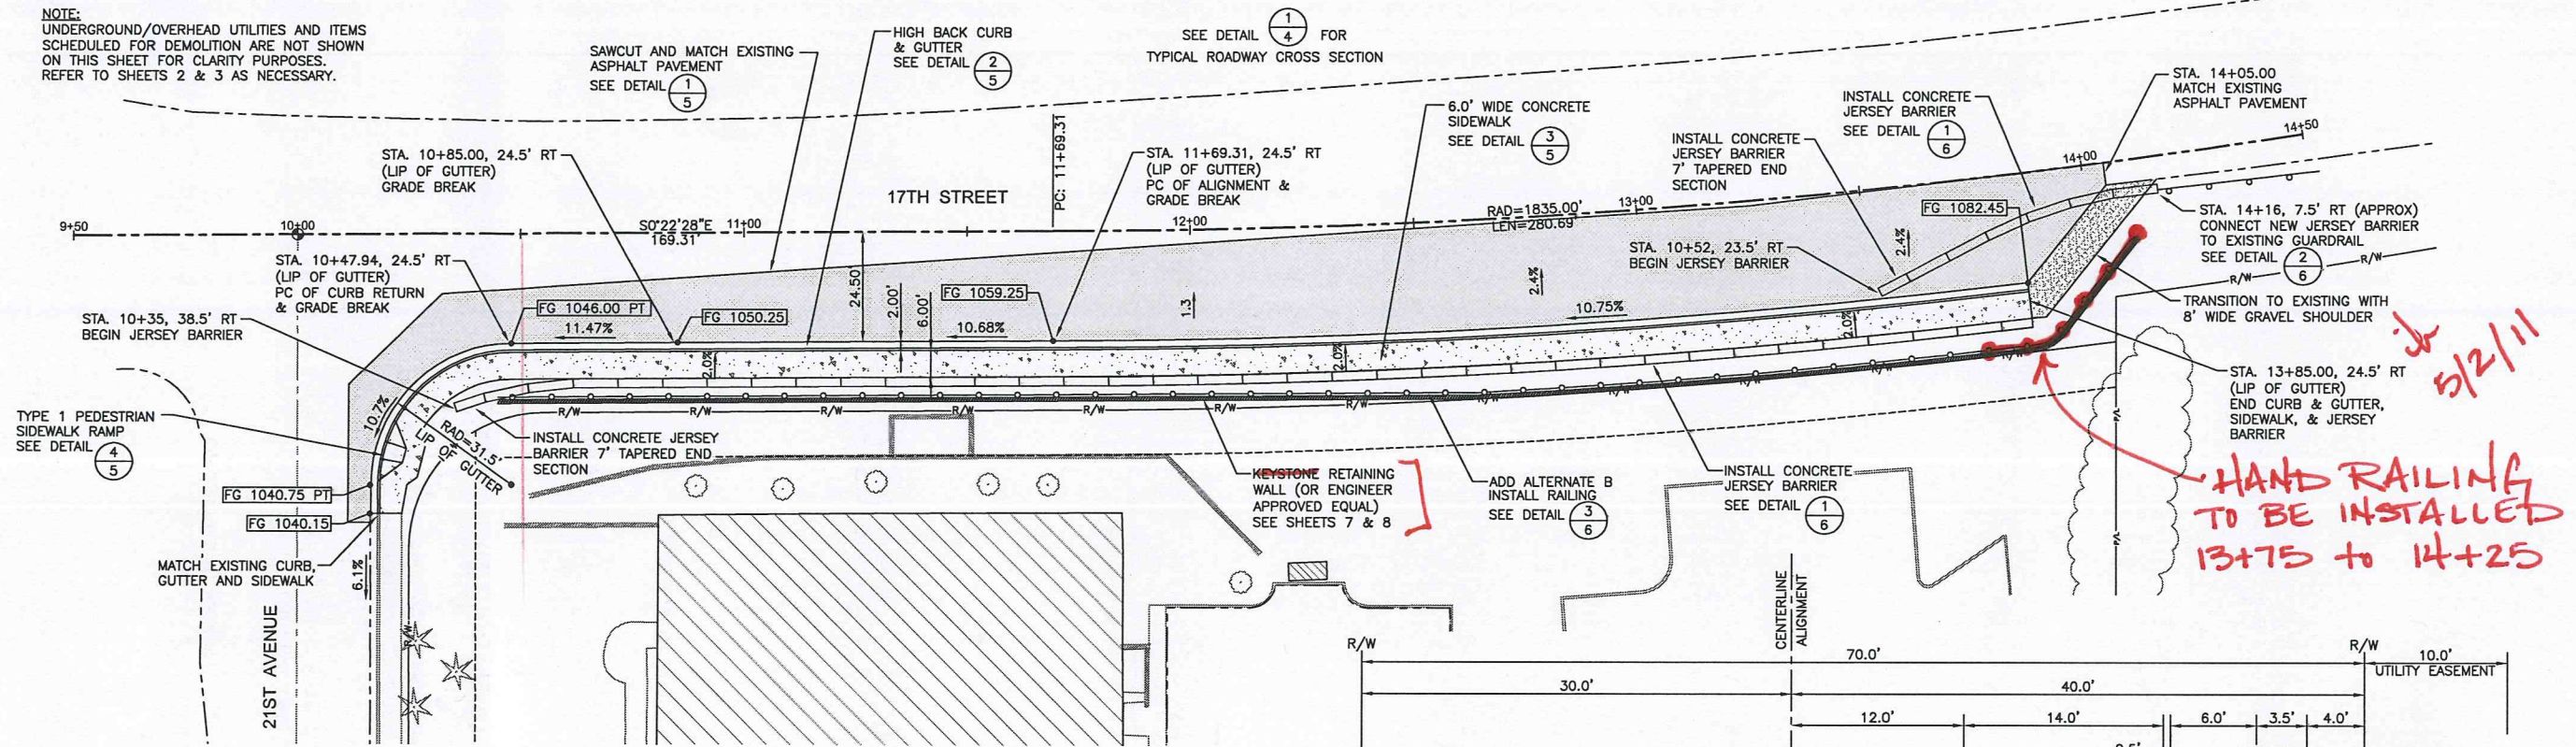 NOTE:
UNDERGROUND/OVERHEAD UTILITIES AND ITEMS
SCHEDULED FOR DEMOLITION ARE NOT SHOWN
ON THIS SHEET FOR CLARITY PURPOSES.
REFER TO SHEETS 2 & 3 AS NECESSARY.
SAWCUT AND MATCH EXISTING
ASPHALT PAVEMENT
SEE DETAIL 1
5
HIGH BACK CURB
& GUTTER
SEE DETAIL 2
5
SEE DETAIL 1 FOR
4
TYPICAL ROADWAY CROSS SECTION
6.0' WIDE CONCRETE
SIDEWALK
SEE DETAIL 3
5
INSTALL CONCRETE
JERSEY BARRIER
7' TAPERED END
SECTION
INSTALL CONCRETE
JERSEY BARRIER
SEE DETAIL 1
6
STA. 14+05.00
MATCH EXISTING
ASPHALT PAVEMENT
STA. 10+85.00, 24.5' RT
(LIP OF GUTTER)
GRADE BREAK
PC: 11+69.31
STA. 11+69.31, 24.5' RT
(LIP OF GUTTER)
PC OF ALIGNMENT &
GRADE BREAK
17TH STREET
9+50
10+00
S0°22'28"E
169.31'
11+00
12+00
RAD=1835.00'
LEN=280.69'
13+00
14+00
14+50
STA. 10+47.94, 24.5' RT
(LIP OF GUTTER)
PC OF CURB RETURN
& GRADE BREAK
STA. 10+35, 38.5' RT
BEGIN JERSEY BARRIER
FG 1046.00 PT
11.47%
FG 1050.25
24.50'
2.00'
6.00'
FG 1059.25
10.68%
1.3
2.4%
10.75%
STA. 10+52, 23.5' RT
BEGIN JERSEY BARRIER
2.4%
FG 1082.45
STA. 14+16, 7.5' RT (APPROX)
CONNECT NEW JERSEY BARRIER
TO EXISTING GUARDRAIL
SEE DETAIL 2
6
R/W
R/W
TRANSITION TO EXISTING WITH
8' WIDE GRAVEL SHOULDER
5/2/11
STA. 13+85.00, 24.5' RT
(LIP OF GUTTER)
END CURB & GUTTER,
SIDEWALK, & JERSEY
BARRIER
2.0%
2.0%
2.0%
R/W
R/W
R/W
R/W
R/W
R/W
R/W
R/W
R/W
R/W
R/W
R/W
TYPE 1 PEDESTRIAN
SIDEWALK RAMP
SEE DETAIL 4
5
10.7%
RAD=31.5'
LIP OF GUTTER
INSTALL CONCRETE JERSEY
BARRIER 7' TAPERED END
SECTION
FG 1040.75 PT
FG 1040.15
MATCH EXISTING CURB,
GUTTER AND SIDEWALK
6.1%
21ST AVENUE
R/W
KEYSTONE RETAINING
WALL (OR ENGINEER
APPROVED EQUAL)
SEE SHEETS 7 & 8
ADD ALTERNATE B
INSTALL RAILING
SEE DETAIL 3
6
INSTALL CONCRETE
JERSEY BARRIER
SEE DETAIL 1
6
HAND RAILING
TO BE INSTALLED
13+75 to 14+25
CENTERLINE
ALIGNMENT
R/W
R/W
70.0'
10.0'
UTILITY EASEMENT
30.0'
40.0'
12.0'
14.0'
6.0'
3.5'
4.0'